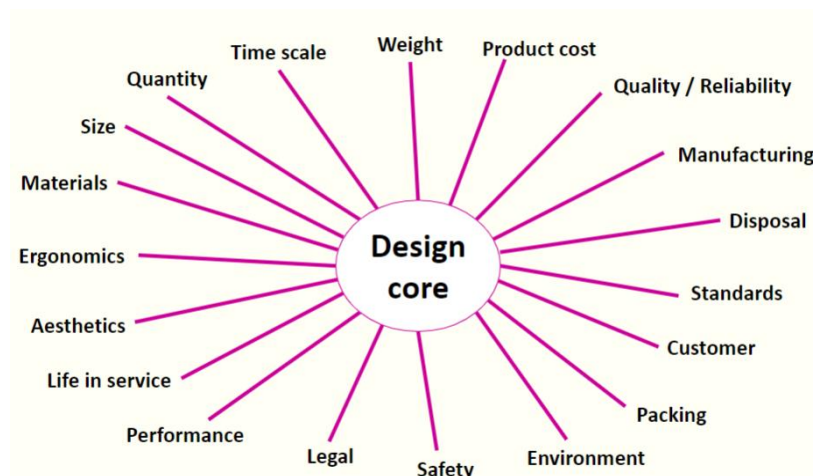 Weight
Product cost
Time scale
Quantity
Quality / Reliability
Size
Manufacturing
Materials
Disposal
Design
core
Ergonomics
Standards
Aesthetics
Customer
Life in service
Packing
Performance
Legal
Safety
Environment